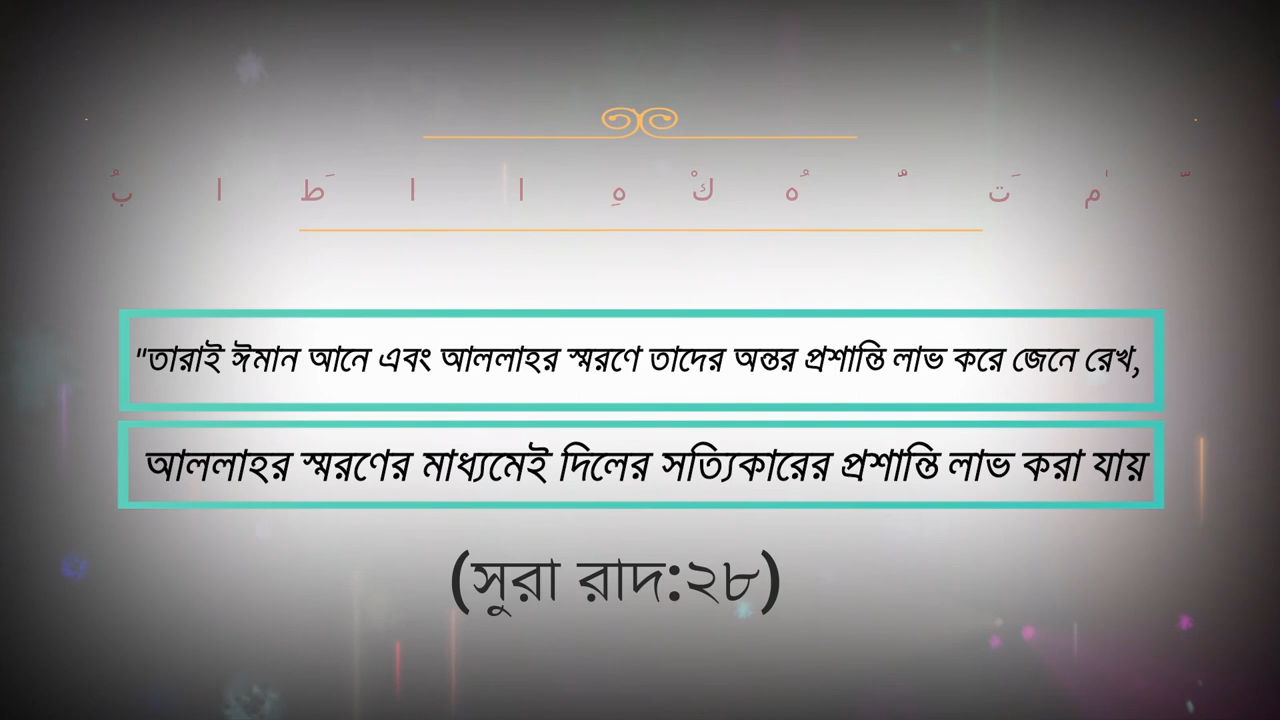 "তারাই ঈমান আনে এবং আললাহর স্মরণে তাদের অন্তর প্রশান্তি লাভ করে জেনে রেখ,
আললাহর স্মরণের মাধ্যমেই দিলের সত্যিকারের প্রশান্তি লাভ করা যায়
(সুরা রাদ:২৮)